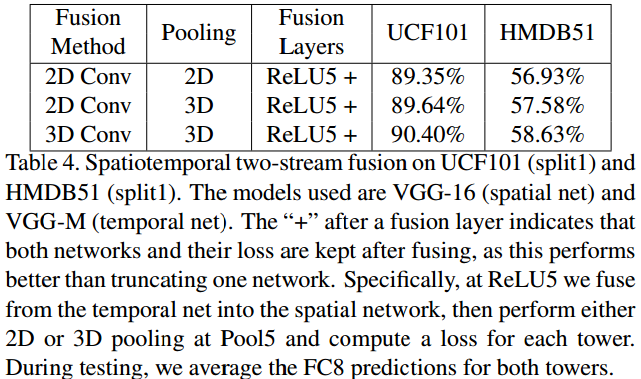 Fusion Method Pooling Fusion Layers UCF101 HMDB51
2D Conv 2D ReLU5 + 89.35% 56.93%
2D Conv 3D ReLU5 + 89.64% 57.58%
3D Conv 3D ReLU5 + 90.40% 58.63%
Table 4. Spatiotemporal two-stream fusion on UCF101 (split1) and
HMDB51 (split1). The models used are VGG-16 (spatial net) and
VGG-M (temporal net). The “+” after a fusion layer indicates that
both networks and their loss are kept after fusing, as this performs
better than truncating one network. Specifically, at ReLU5 we fuse
from the temporal net into the spatial network, then perform either
2D or 3D pooling at Pool5 and compute a loss for each tower.
During testing, we average the FC8 predictions for both towers.